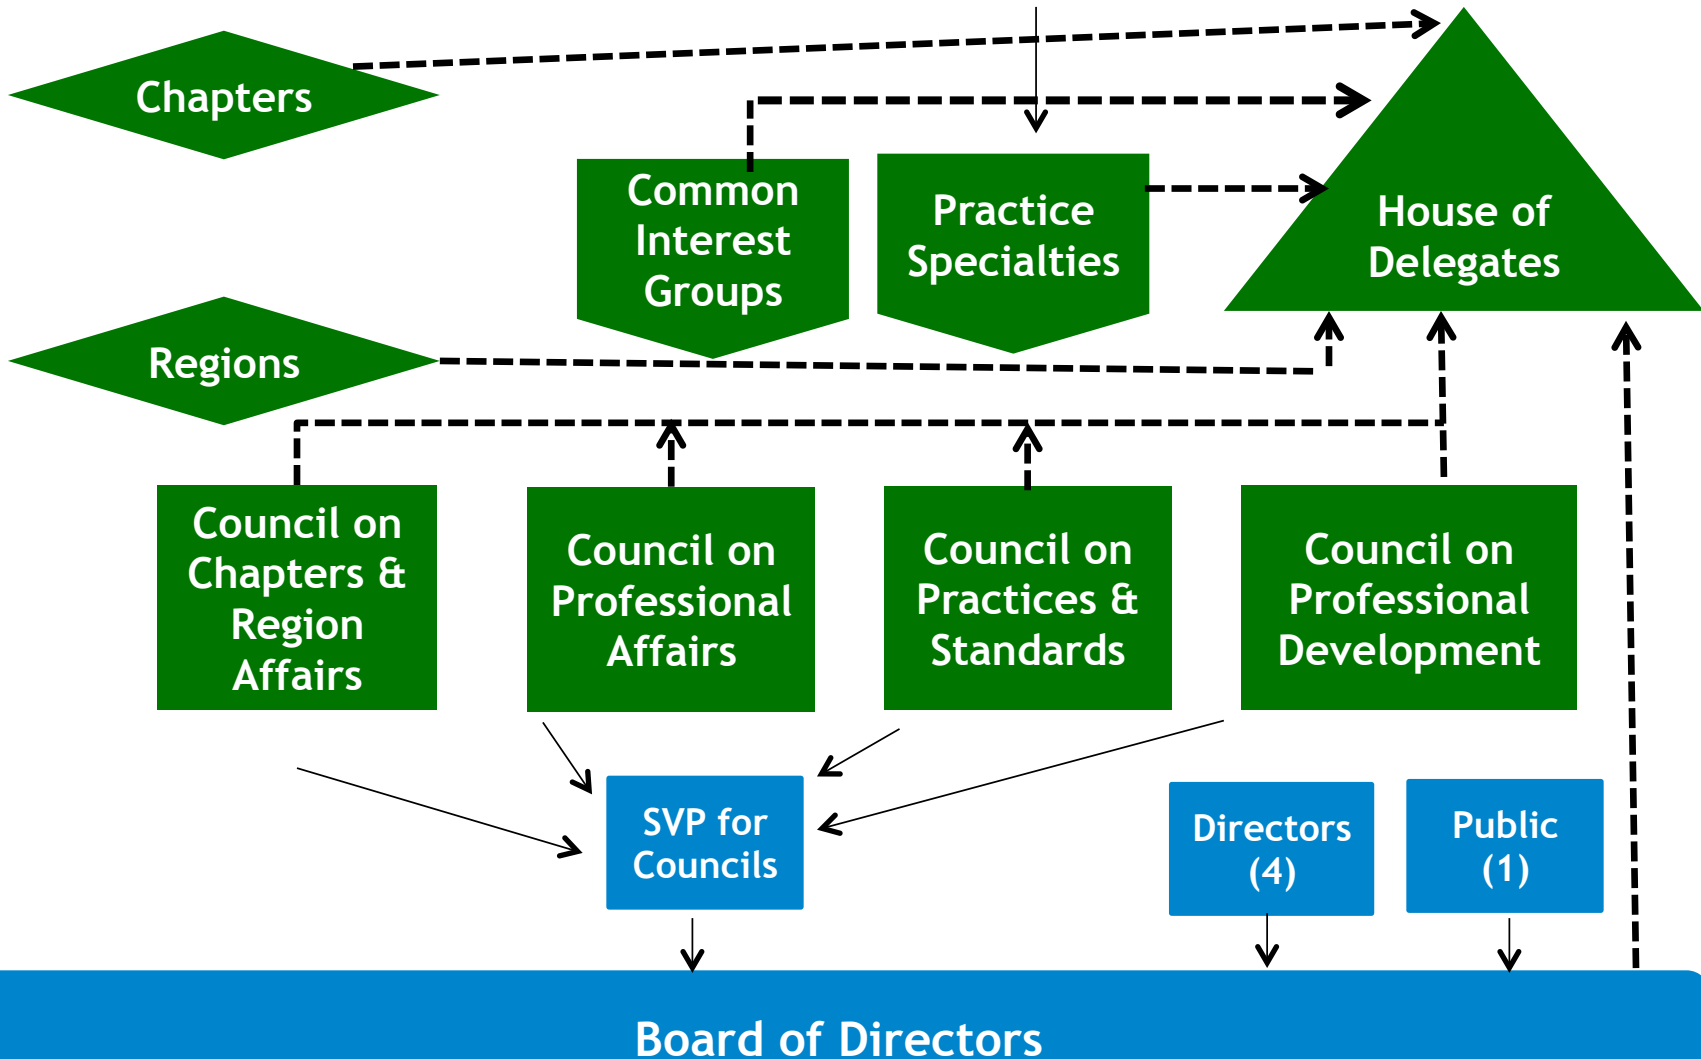 Chapters
Common
Interest
Groups
Practice
Specialties
House of
Delegates
Regions
Council on
Chapters &
Region
Affairs
Council on
Professional
Affairs
Council on
Practices &
Standards
Council on
Professional
Development
SVP for
Councils
Directors
(4)
Public
(1)
Board of Directors